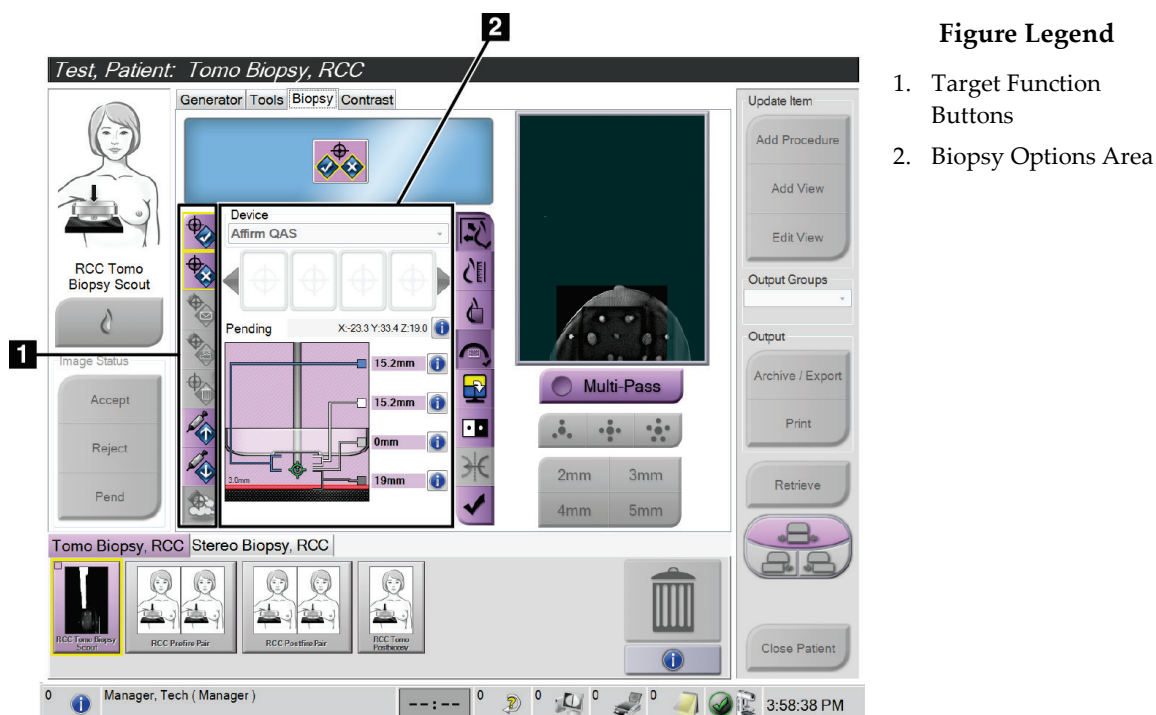 2
Figure Legend
1. Target Function
Buttons
2. Biopsy Options Area
Test, Patient: Tomo Biopsy, RCC
Generator Tools Biopsy Contrast
RCC Tomo
Biopsy Scout
Image Status
Accept
Reject
Pend
1
Device
Affirm QAS
Pending X:-23.3 Y:33.4 Z:19.0
15.2mm
15.2mm
0mm
3.0mm
19mm
Multi-Pass
2mm 3mm
4mm 5mm
Update Item
Add Procedure
Add View
Edit View
Output Groups
Output
Archive / Export
Print
Retrieve
Close Patient
Tomo Biopsy, RCC Stereo Biopsy, RCC
RCC Tomo Biopsy
Scout
RCC Prefire Pair
RCC Postfire Pair
RCC Tomo
Postbiopsy
0 Manager, Tech ( Manager ) --:-- 0 0 0 0 3:58:38 PM